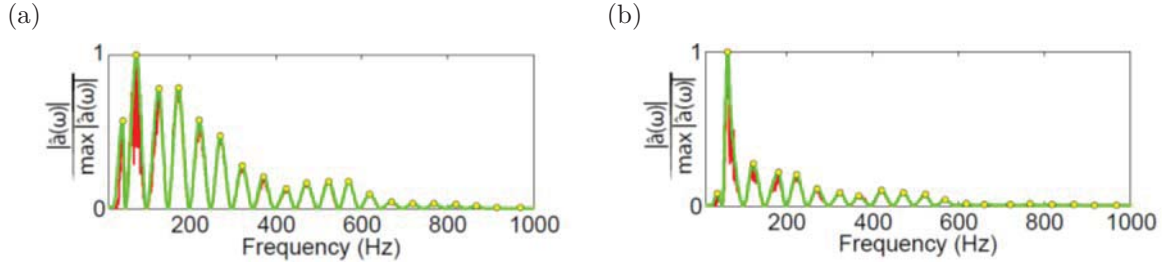 (a)
1
|â(ω)|
max |â(ω)|
0
200 400 600 800 1000
Frequency (Hz)
(b)
1
|â(ω)|
max |â(ω)|
0
200 400 600 800 1000
Frequency (Hz)